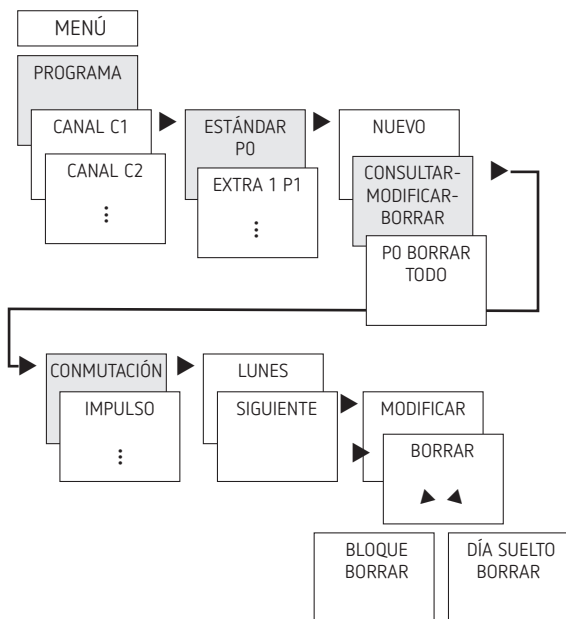 MENÚ
PROGRAMA
CANAL C1
CANAL C2
ESTÁNDAR
P0
EXTRA 1 P1
NUEVO
CONSULTAR-
MODIFICAR-
BORRAR
P0 BORRAR
TODO
CONMUTACIÓN
IMPULSO
LUNES
SIGUIENTE
MODIFICAR
BORRAR
BLOQUE
BORRAR
DÍA SUELTO
BORRAR